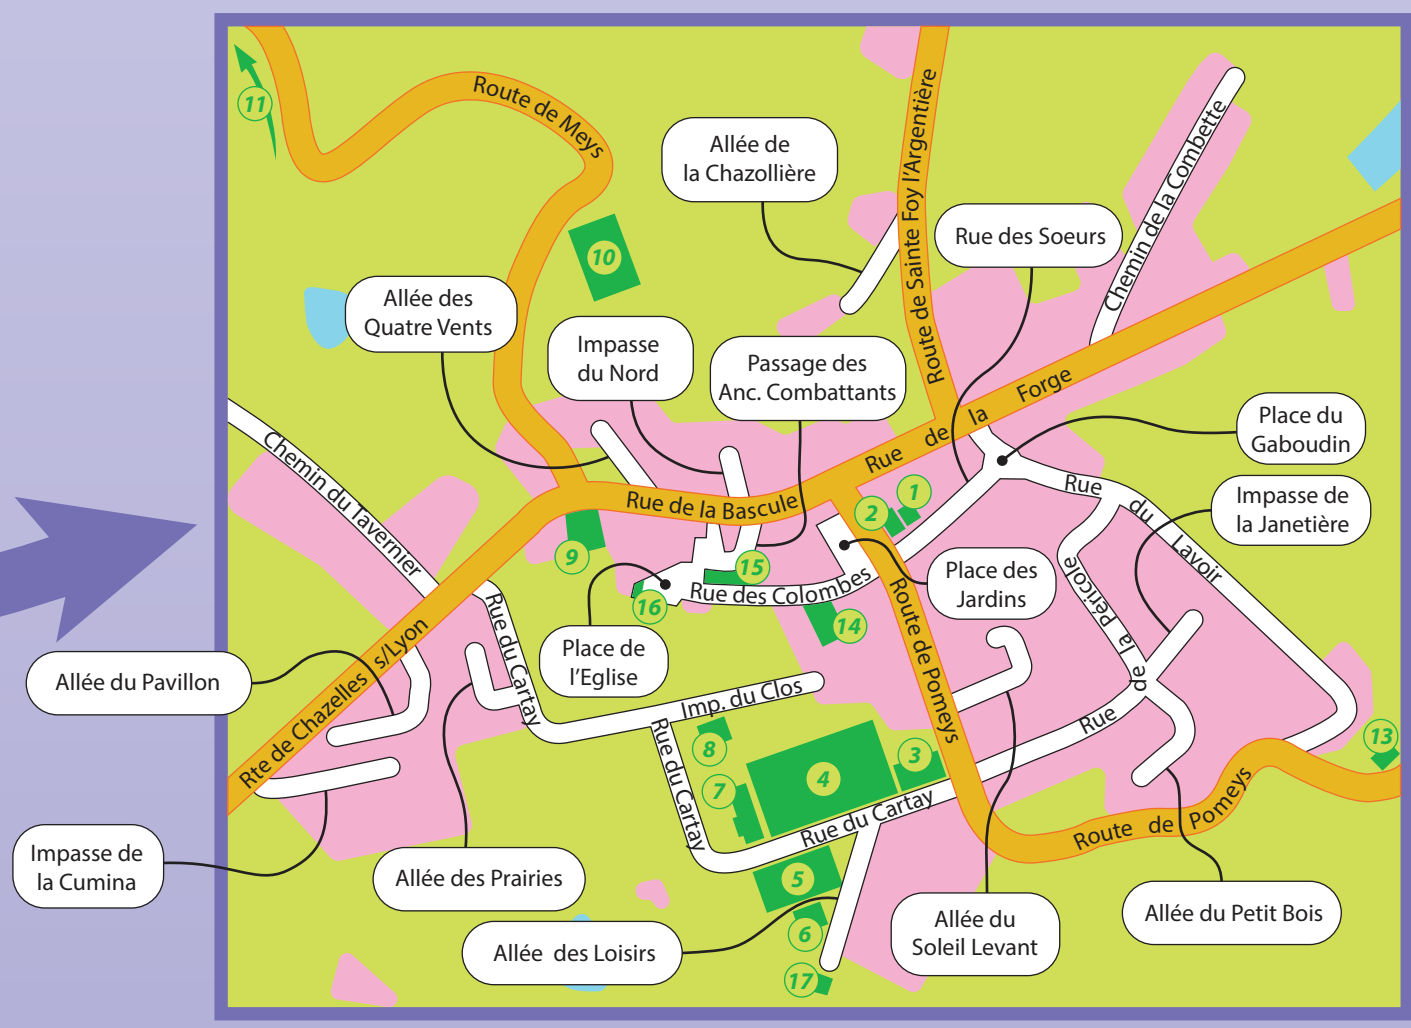 11
Route de Meys
Route de Sainte Foy l'Argentière
Chemin de la Combette
Allée de
la Chazollière
Rue des Soeurs
10
Allée des
Quatre Vents
Impasse
du Nord
Passage des
Anc. Combattants
Rue de la Forge
Place du
Gaboudin
Chemin du Tavernier
Rue de la Bascule
1
2
Rue du Lavoir
Impasse de
la Janetière
9
15
Place des
Jardins
16
Rue des Colombes
14
Route de Pomeys
Rue de la Péricole
Rue du Cartay
Place de
l'Eglise
Allée du Pavillon
Rte de Chazelles s/Lyon
Imp. du Clos
Rue du Cartay
8
3
4
7
13
Rue du Cartay
Route de Pomeys
Impasse de
la Cumina
Allée des Prairies
5
6
Allée du
Soleil Levant
Allée du Petit Bois
Allée des Loisirs
17